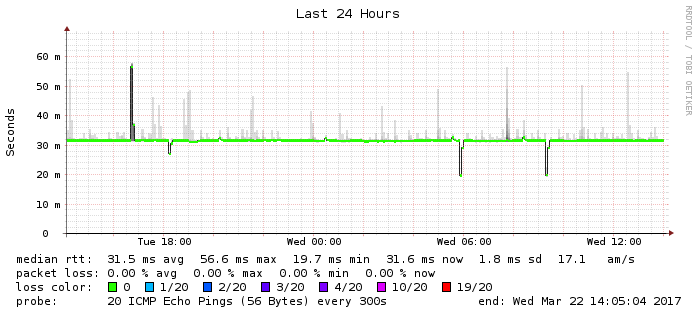 Last 24 Hours
RRDTOOL / TOBI OETIKER
Seconds
60 m
50 m
40 m
30 m
20 m
10 m
0
Tue 18:00 Wed 00:00 Wed 06:00 Wed 12:00
median rtt: 31.5 ms avg 56.6 ms max 19.7 ms min 31.6 ms now 1.8 ms sd 17.1 am/s
packet loss: 0.00 % avg 0.00 % max 0.00 % min 0.00 % now
loss color: 0 1/20 2/20 3/20 4/20 10/20 19/20
probe: 20 ICMP Echo Pings (56 Bytes) every 300s end: Wed Mar 22 14:05:04 2017